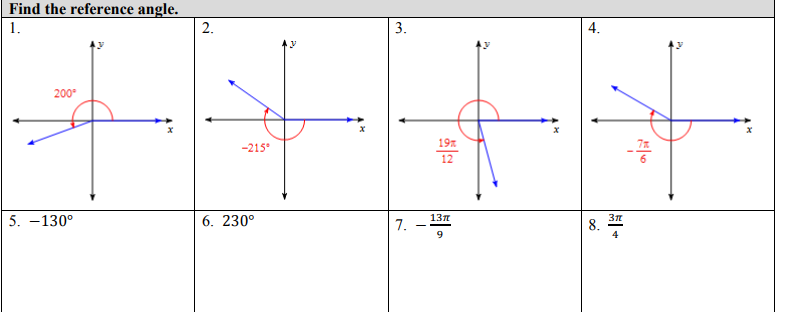 Find the reference angle.
1.
y
200°
x
2.
y
x
-215°
3.
y
x
19π
12
4.
y
x
- 7π
6
5. −130°
6. 230°
7. − 13π
9
8. 3π
4